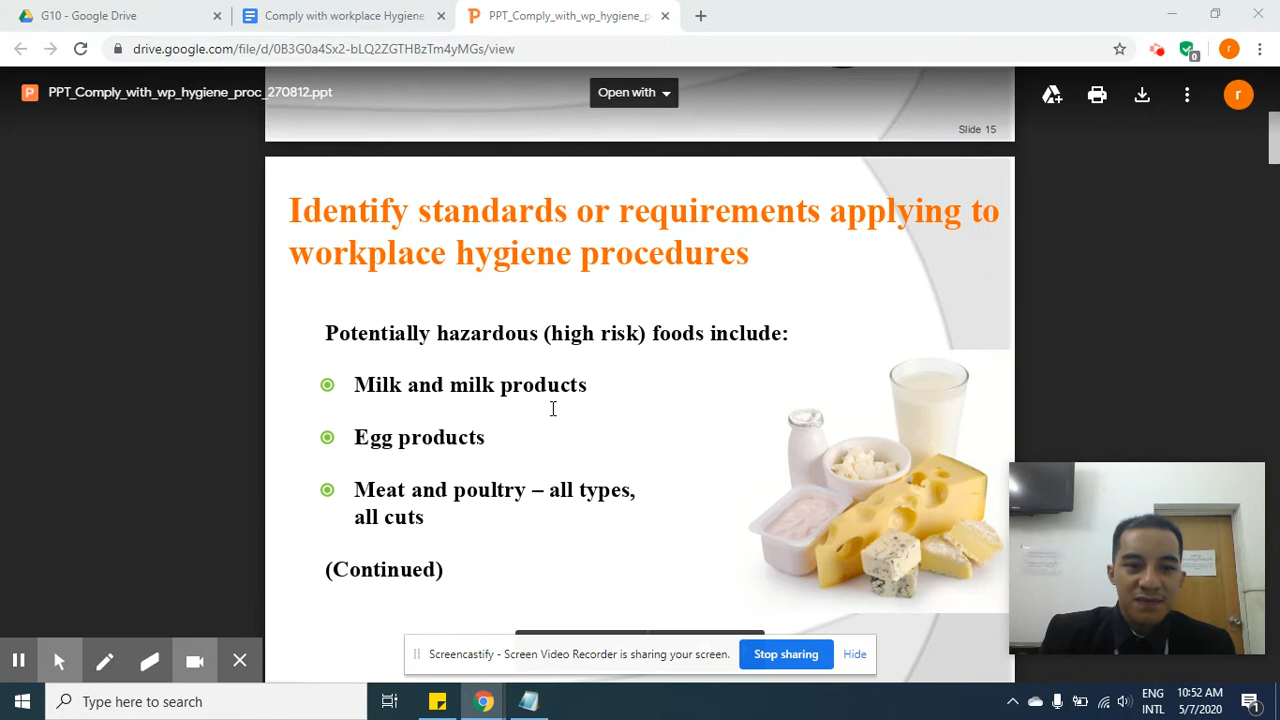 G10 - Google Drive
Comply with workplace Hygiene
PPT_Comply_with_wp_hygiene_p
drive.google.com/file/d/0B3G0a4Sx2-bLQ2ZGTHBzTm4yMGs/view
0
r
PPT_Comply_with_wp_hygiene_proc_270812.ppt
Open with
r
Slide 15
Identify standards or requirements applying to
workplace hygiene procedures
Potentially hazardous (high risk) foods include:
Milk and milk products
Egg products
Meat and poultry – all types,
all cuts
(Continued)
Screencastify - Screen Video Recorder is sharing your screen.
Stop sharing
Hide
Type here to search
ENG
INTL
10:52 AM
5/7/2020
1